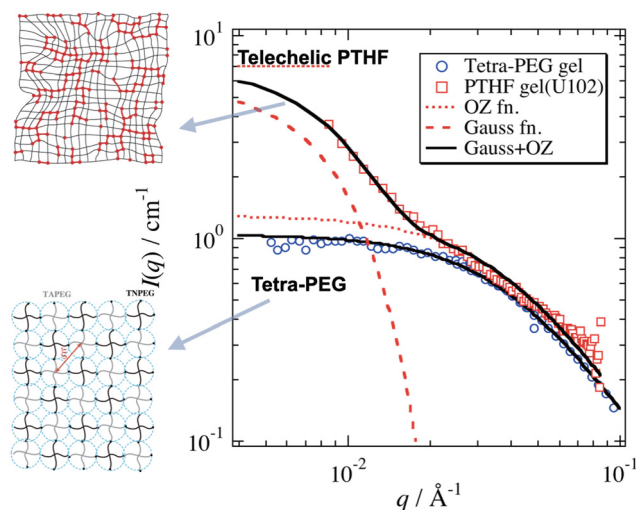 10¹
Telechelic PTHF
Tetra-PEG gel
PTHF gel(U102)
OZ fn.
Gauss fn.
Gauss+OZ
I(q) / cm⁻¹
10⁰
Tetra-PEG
TAPEG
TNPEG
10⁻¹
10⁻²
10⁻¹
q / Å⁻¹